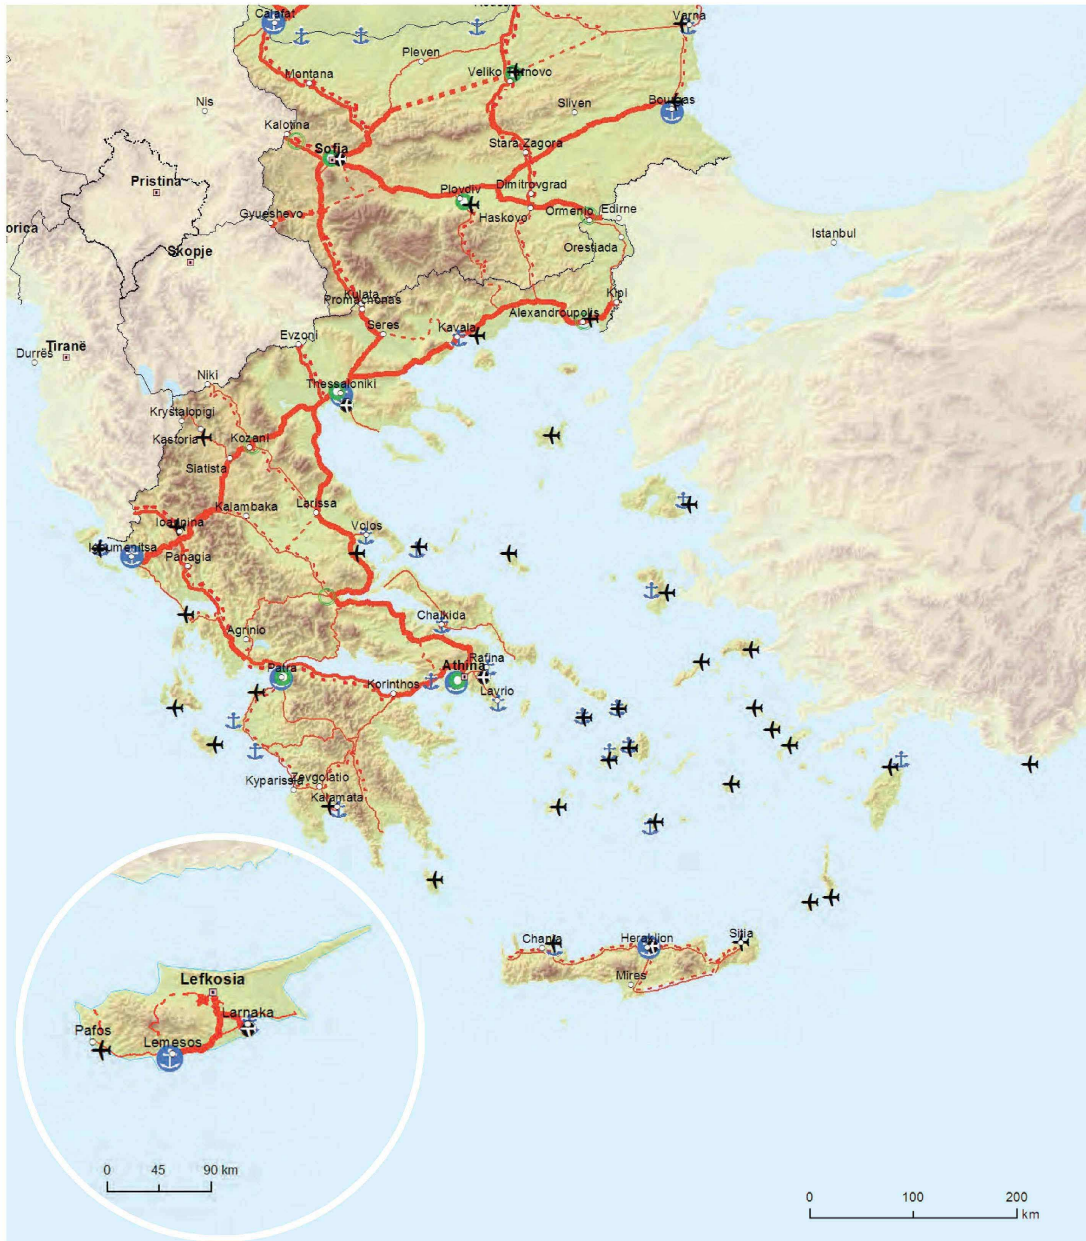 Calafat
Varna
Pleven
Montana
Nis
Sliven
Kalotina
Stara Zagora
Sofia
Pristina
Plovdiv
Dimitrovgrad
Haskovo
Ormenio
Edirne
Gyueshevo
orica
Istanbul
Orestiada
Skopje
Kulata
Promachonas
Kipi
Alexandroupolis
Seres
Kavala
Evzoni
Tiranë
Durrës
Niki
Thessaloniki
Krystalopigi
Kastoria
Kozani
Siatista
Kalambaka
Larissa
Ioannina
Volos
Igoumenitsa
Panagia
Chalkida
Agrinio
Rafina
Patra
Athina
Korinthos
Lavrio
Kyparissia
Zevgolatio
Kalamata
Chania
Heraklion
Sitia
Mires
Lefkosia
Larnaka
Pafos
Lemesos
0 45 90 km
0 100 200
km